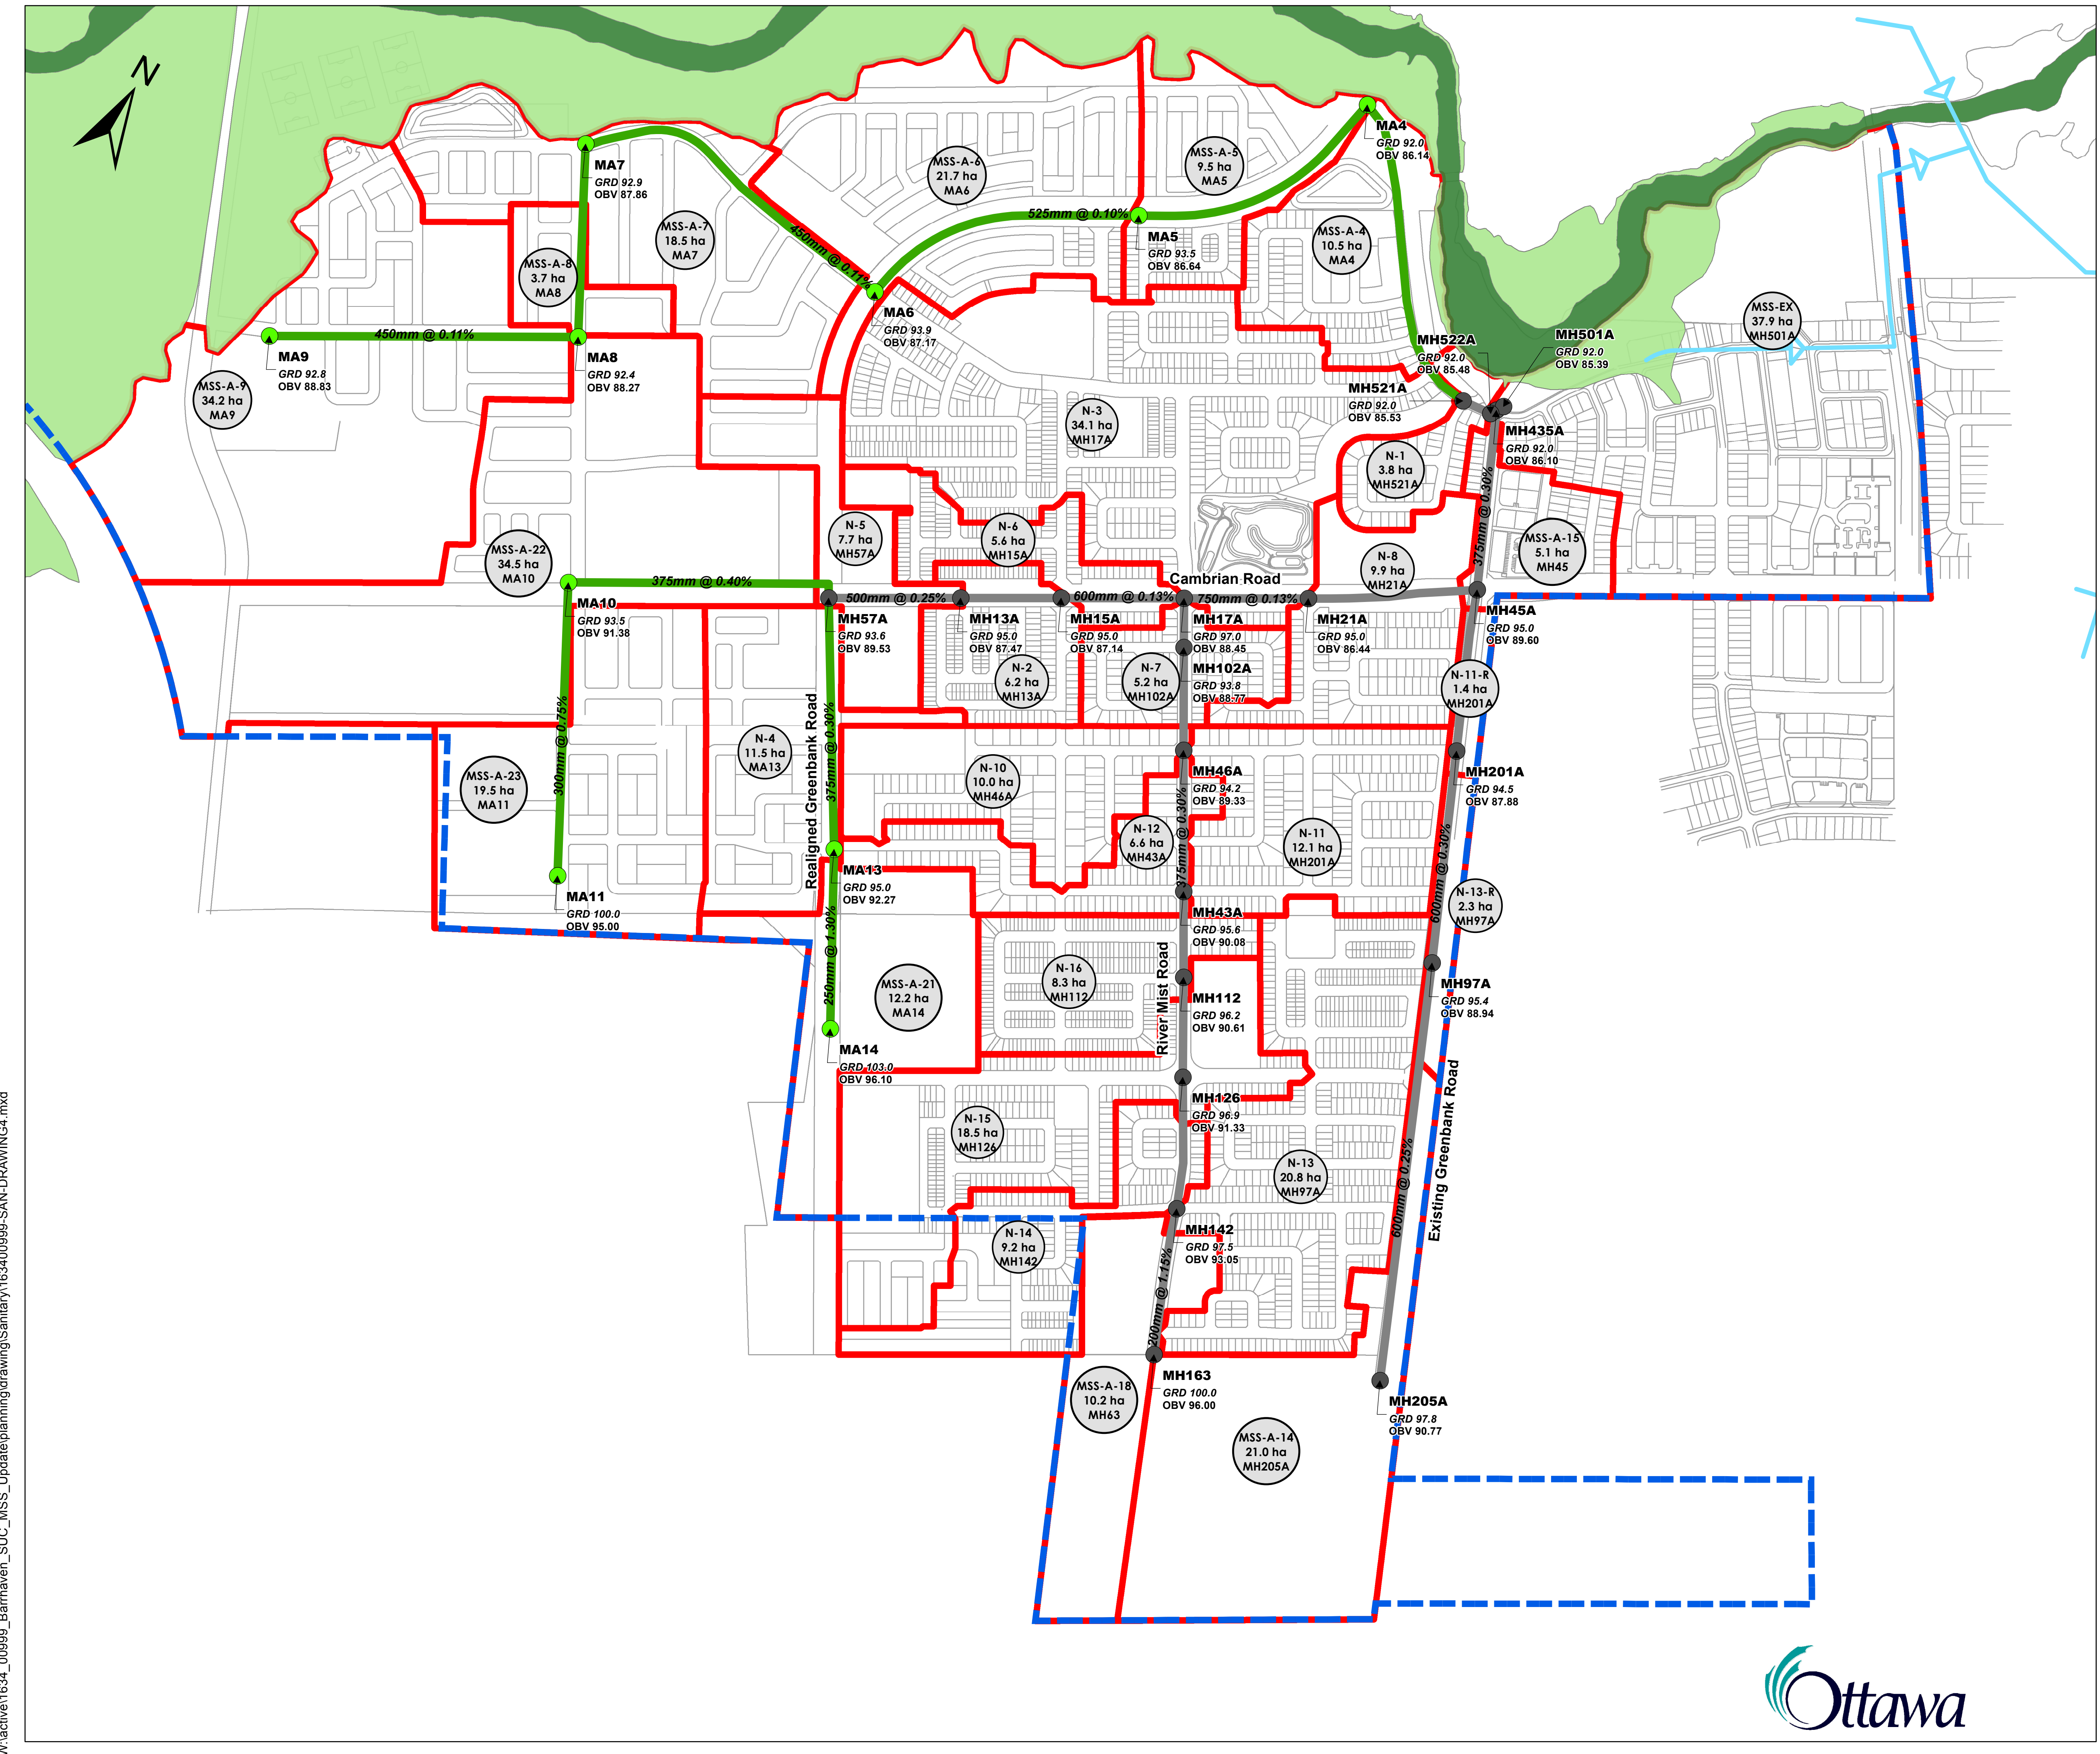 N
MA4
GRD 92.0
OBV 86.14
MSS-A-6
21.7 ha
MA6
MSS-A-5
9.5 ha
MA5
MA7
GRD 92.9
OBV 87.86
525mm @ 0.10%
MSS-A-7
18.5 ha
MA7
450mm @ 0.11%
MA5
GRD 93.5
OBV 86.64
MSS-A-4
10.5 ha
MA4
MSS-A-8
3.7 ha
MA8
MSS-EX
37.9 ha
MH501A
MA6
GRD 93.9
OBV 87.17
450mm @ 0.11%
MH522A
GRD 92.0
OBV 85.48
MH501A
GRD 92.0
OBV 85.39
MA9
GRD 92.8
OBV 88.83
MA8
GRD 92.4
OBV 88.27
MSS-A-9
34.2 ha
MA9
MH521A
GRD 92.0
OBV 85.53
N-3
34.1 ha
MH17A
MH435A
GRD 92.0
OBV 86.10
N-1
3.8 ha
MH521A
375mm @ 0.30%
N-5
7.7 ha
MH57A
N-6
5.6 ha
MH15A
MSS-A-22
34.5 ha
MA10
MSS-A-15
5.1 ha
MH45
N-8
9.9 ha
MH21A
375mm @ 0.40%
Cambrian Road
500mm @ 0.25%
600mm @ 0.13%
750mm @ 0.13%
MA10
GRD 93.5
OBV 91.38
MH57A
GRD 93.6
OBV 89.53
MH13A
GRD 95.0
OBV 87.47
MH15A
GRD 95.0
OBV 87.14
MH17A
GRD 97.0
OBV 88.45
MH21A
GRD 95.0
OBV 86.44
MH45A
GRD 95.0
OBV 89.60
N-2
6.2 ha
MH13A
N-7
5.2 ha
MH102A
MH102A
GRD 93.8
OBV 88.77
N-11-R
1.4 ha
MH201A
300mm @ 0.75%
Realigned Greenbank Road
375mm @ 0.30%
N-4
11.5 ha
MA13
MSS-A-23
19.5 ha
MA11
N-10
10.0 ha
MH46A
MH46A
GRD 94.2
OBV 89.33
MH201A
GRD 94.5
OBV 87.88
375mm @ 0.30%
N-12
6.6 ha
MH43A
N-11
12.1 ha
MH201A
600mm @ 0.30%
MA13
GRD 95.0
OBV 92.27
MA11
GRD 100.0
OBV 95.00
N-13-R
2.3 ha
MH97A
MH43A
GRD 95.6
OBV 90.08
250mm @ 1.30%
MSS-A-21
12.2 ha
MA14
N-16
8.3 ha
MH112
River Mist Road
MH112
GRD 96.2
OBV 90.61
MH97A
GRD 95.4
OBV 88.94
MA14
GRD 103.0
OBV 96.10
MH126
GRD 96.9
OBV 91.33
N-15
18.5 ha
MH126
Existing Greenbank Road
600mm @ 0.25%
N-13
20.8 ha
MH97A
N-14
9.2 ha
MH142
MH142
GRD 97.5
OBV 93.05
200mm @ 1.15%
MH163
GRD 100.0
OBV 96.00
MSS-A-18
10.2 ha
MH63
MH205A
GRD 97.8
OBV 90.77
MSS-A-14
21.0 ha
MH205A
W:\active\1634_00999_Barrhaven_SUC_MSS_Update\planning\drawing\Sanitary\163400999-SAN-DRAWING4.mxd
Ottawa